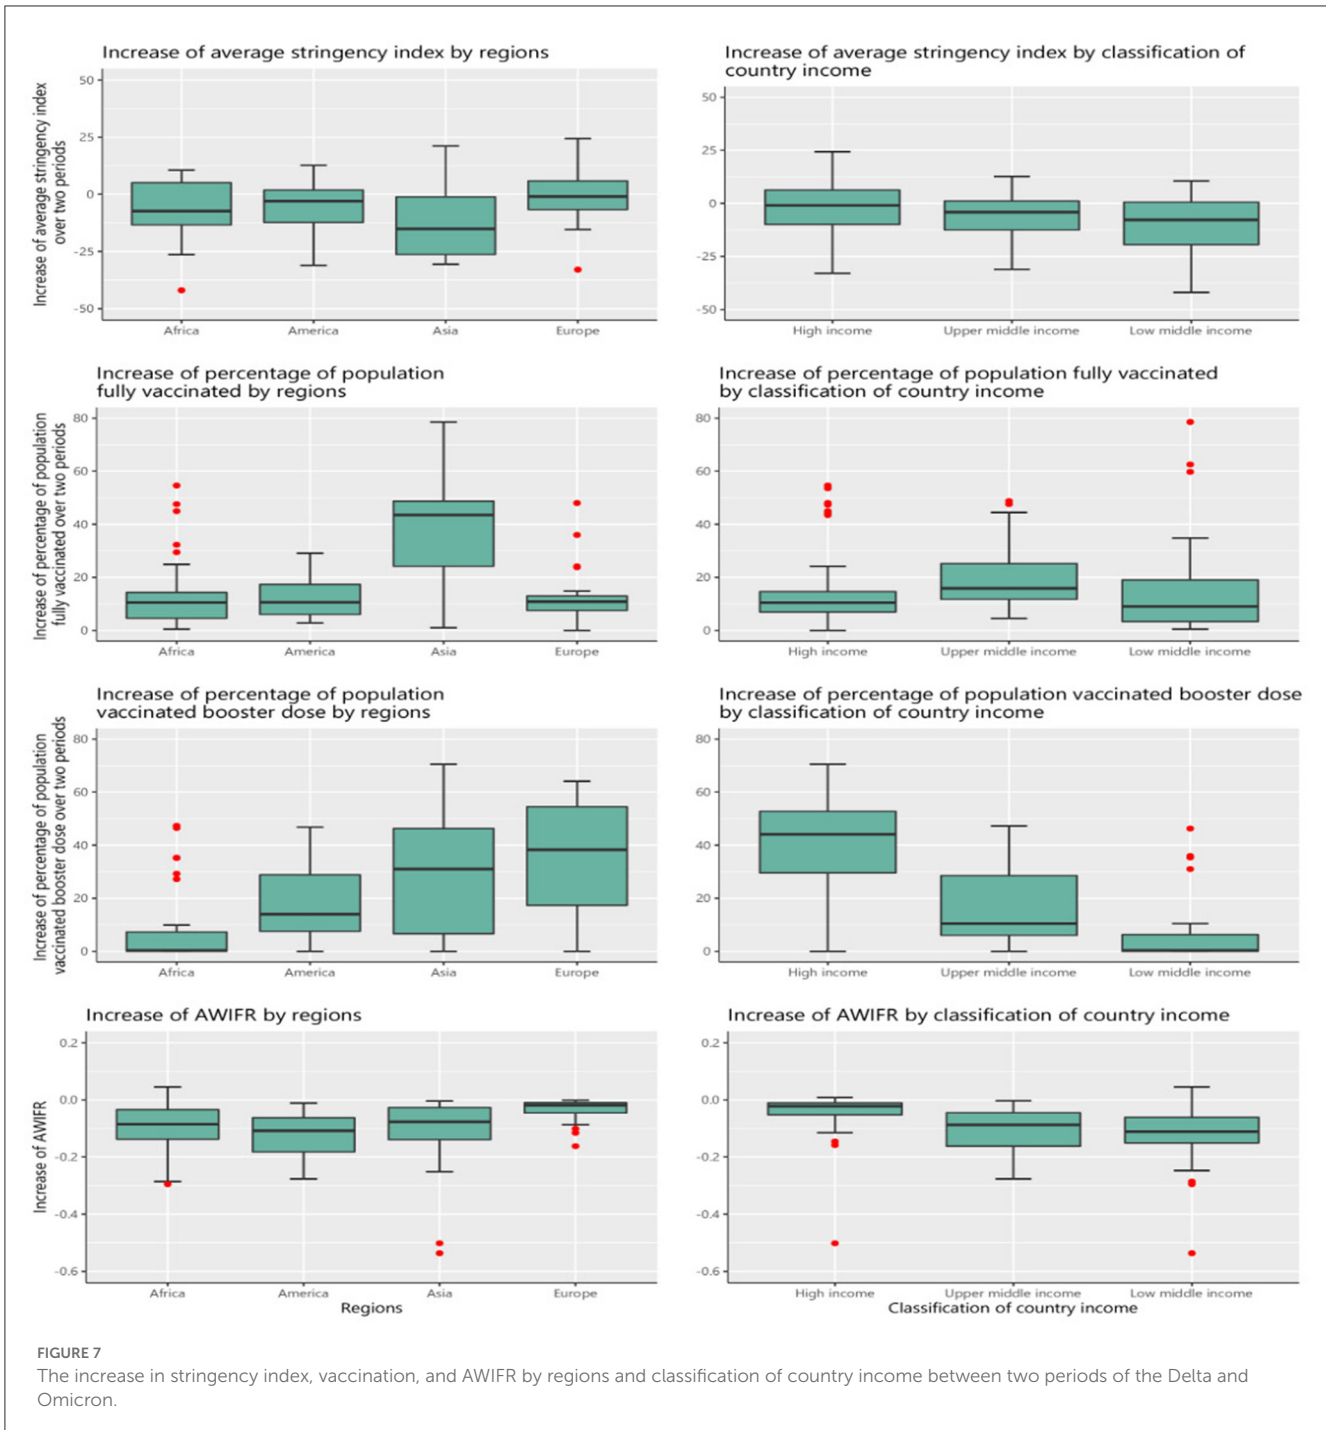 Increase of average stringency index by regions
Increase of average stringency index
over two periods
50
25
0
-25
-50
Africa America Asia Europe
Increase of average stringency index by classification of
country income
50
25
0
-25
-50
High income Upper middle income Low middle income
Increase of percentage of population
fully vaccinated by regions
Increase of percentage of population
fully vaccinated over two periods
80
60
40
20
0
Africa America Asia Europe
Increase of percentage of population fully vaccinated
by classification of country income
80
60
40
20
0
High income Upper middle income Low middle income
Increase of percentage of population
vaccinated booster dose by regions
Increase of percentage of population
vaccinated booster dose over two periods
80
60
40
20
0
Africa America Asia Europe
Increase of percentage of population vaccinated booster dose
by classification of country income
80
60
40
20
0
High income Upper middle income Low middle income
Increase of AWIFR by regions
Increase of AWIFR
0.2
0.0
-0.2
-0.4
-0.6
Africa America Asia Europe
Regions
Increase of AWIFR by classification of country income
0.2
0.0
-0.2
-0.4
-0.6
High income Upper middle income Low middle income
Classification of country income
FIGURE 7
The increase in stringency index, vaccination, and AWIFR by regions and classification of country income between two periods of the Delta and
Omicron.